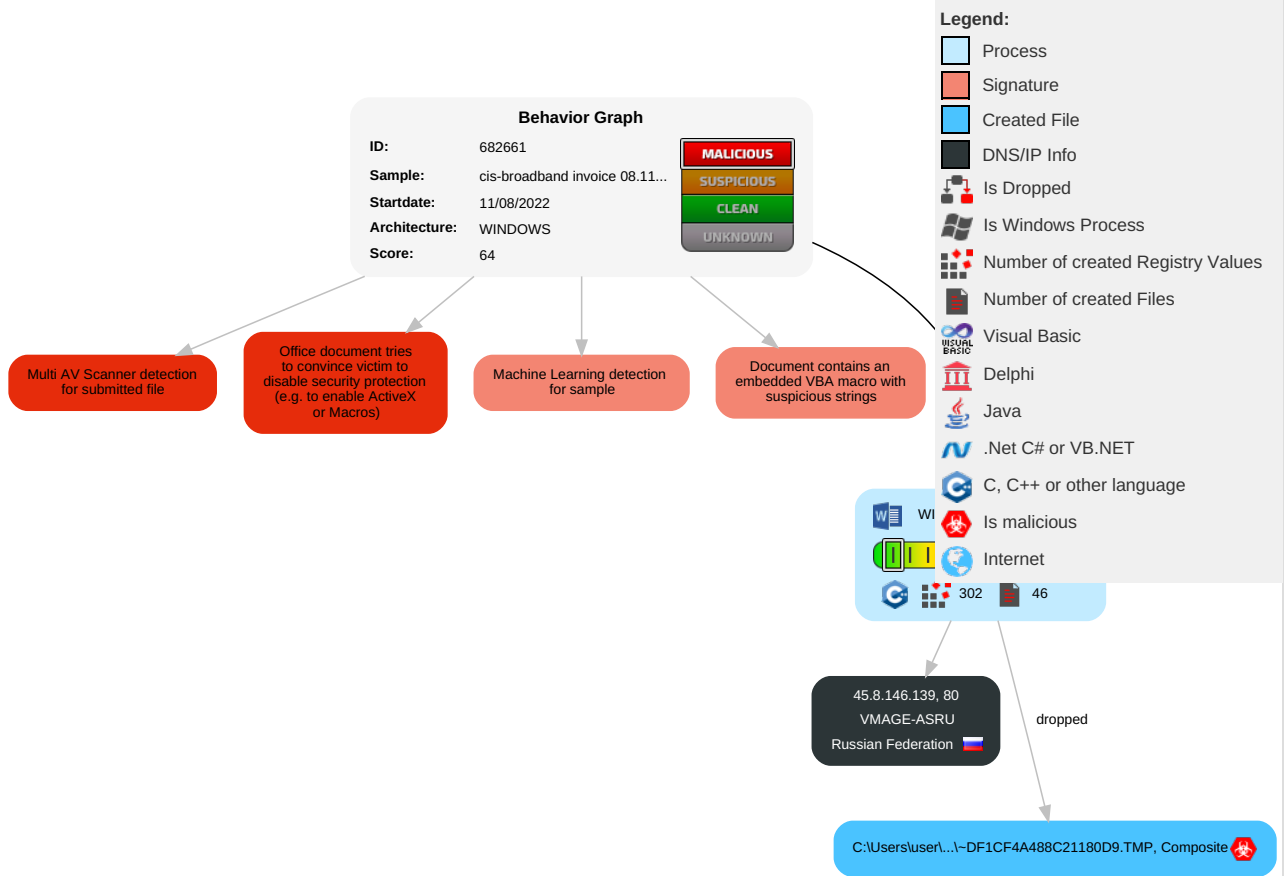 Legend:
Process
Signature
Created File
DNS/IP Info
Is Dropped
Is Windows Process
Number of created Registry Values
Number of created Files
VISUAL BASIC
Visual Basic
Delphi
Java
.Net C# or VB.NET
C, C++ or other language
Is malicious
Internet
Behavior Graph
ID: 682661
Sample: cis-broadband invoice 08.11...
Startdate: 11/08/2022
Architecture: WINDOWS
Score: 64
MALICIOUS
SUSPICIOUS
CLEAN
UNKNOWN
Multi AV Scanner detection
for submitted file
Office document tries
to convince victim to
disable security protection
(e.g. to enable ActiveX
or Macros)
Machine Learning detection
for sample
Document contains an
embedded VBA macro with
suspicious strings
302 46
45.8.146.139, 80
VMAGE-ASRU
Russian Federation
dropped
C:\Users\user\...\~DF1CF4A488C21180D9.TMP, Composite